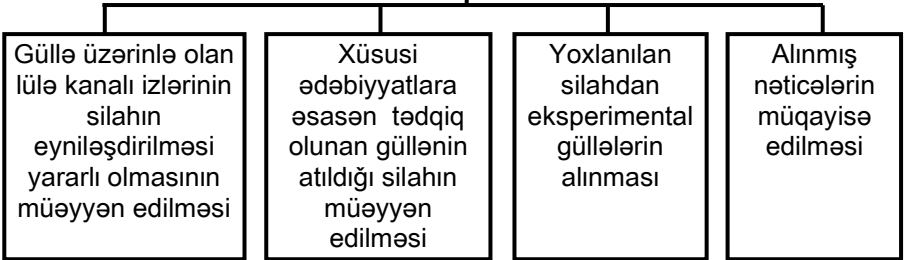 Güllə üzərinlə olan
lülə kanalı izlərinin
silahın
eyniləşdirilməsi
yararlı olmasının
müəyyən edilməsi
Xüsusi
ədəbiyyatlara
əsasən tədqiq
olunan güllənin
atıldığı silahın
müəyyən
edilməsi
Yoxlanılan
silahdan
eksperimental
güllələrin
alınması
Alınmış
nəticələrin
müqayisə
edilməsi